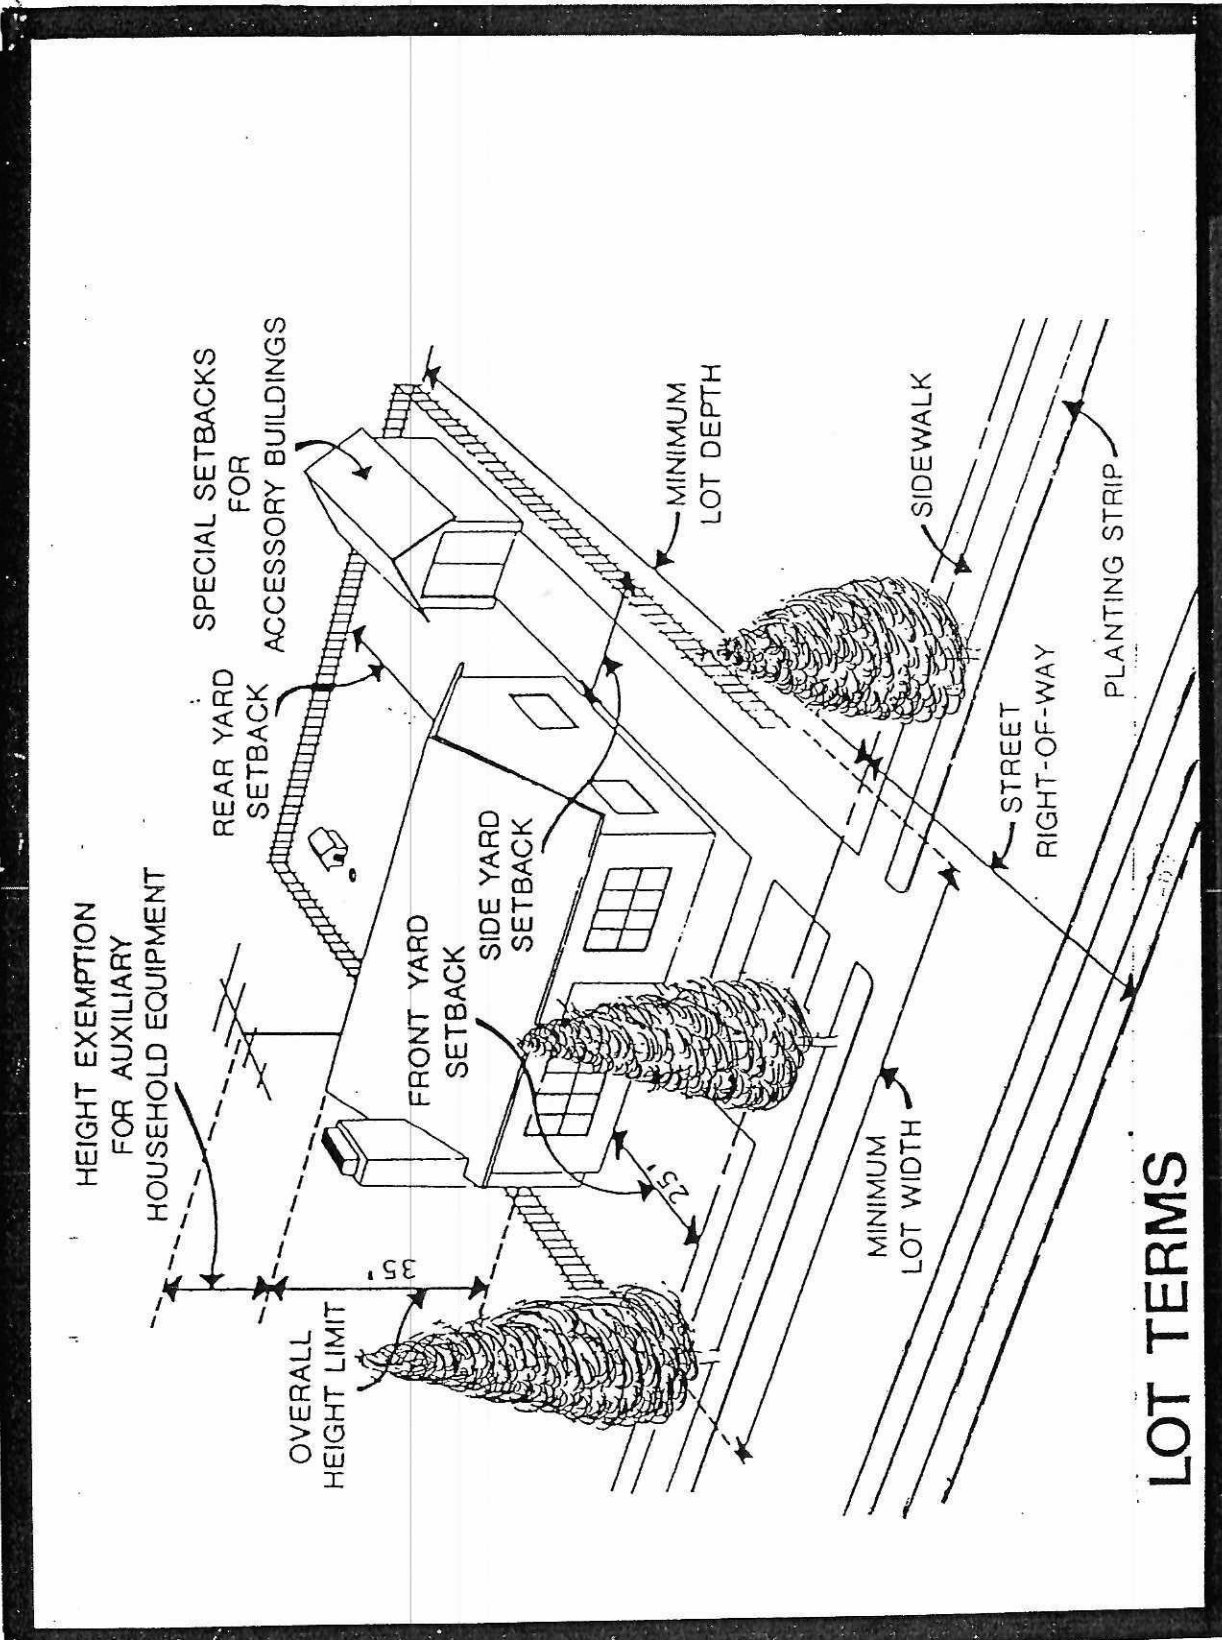 HEIGHT EXEMPTION
FOR AUXILIARY
HOUSEHOLD EQUIPMENT
SPECIAL SETBACKS
FOR
ACCESSORY BUILDINGS
REAR YARD
SETBACK
OVERALL
HEIGHT LIMIT
35'
FRONT YARD
SETBACK
SIDE YARD
SETBACK
25'
MINIMUM
LOT DEPTH
MINIMUM
LOT WIDTH
SIDEWALK
STREET
RIGHT-OF-WAY
PLANTING STRIP
LOT TERMS